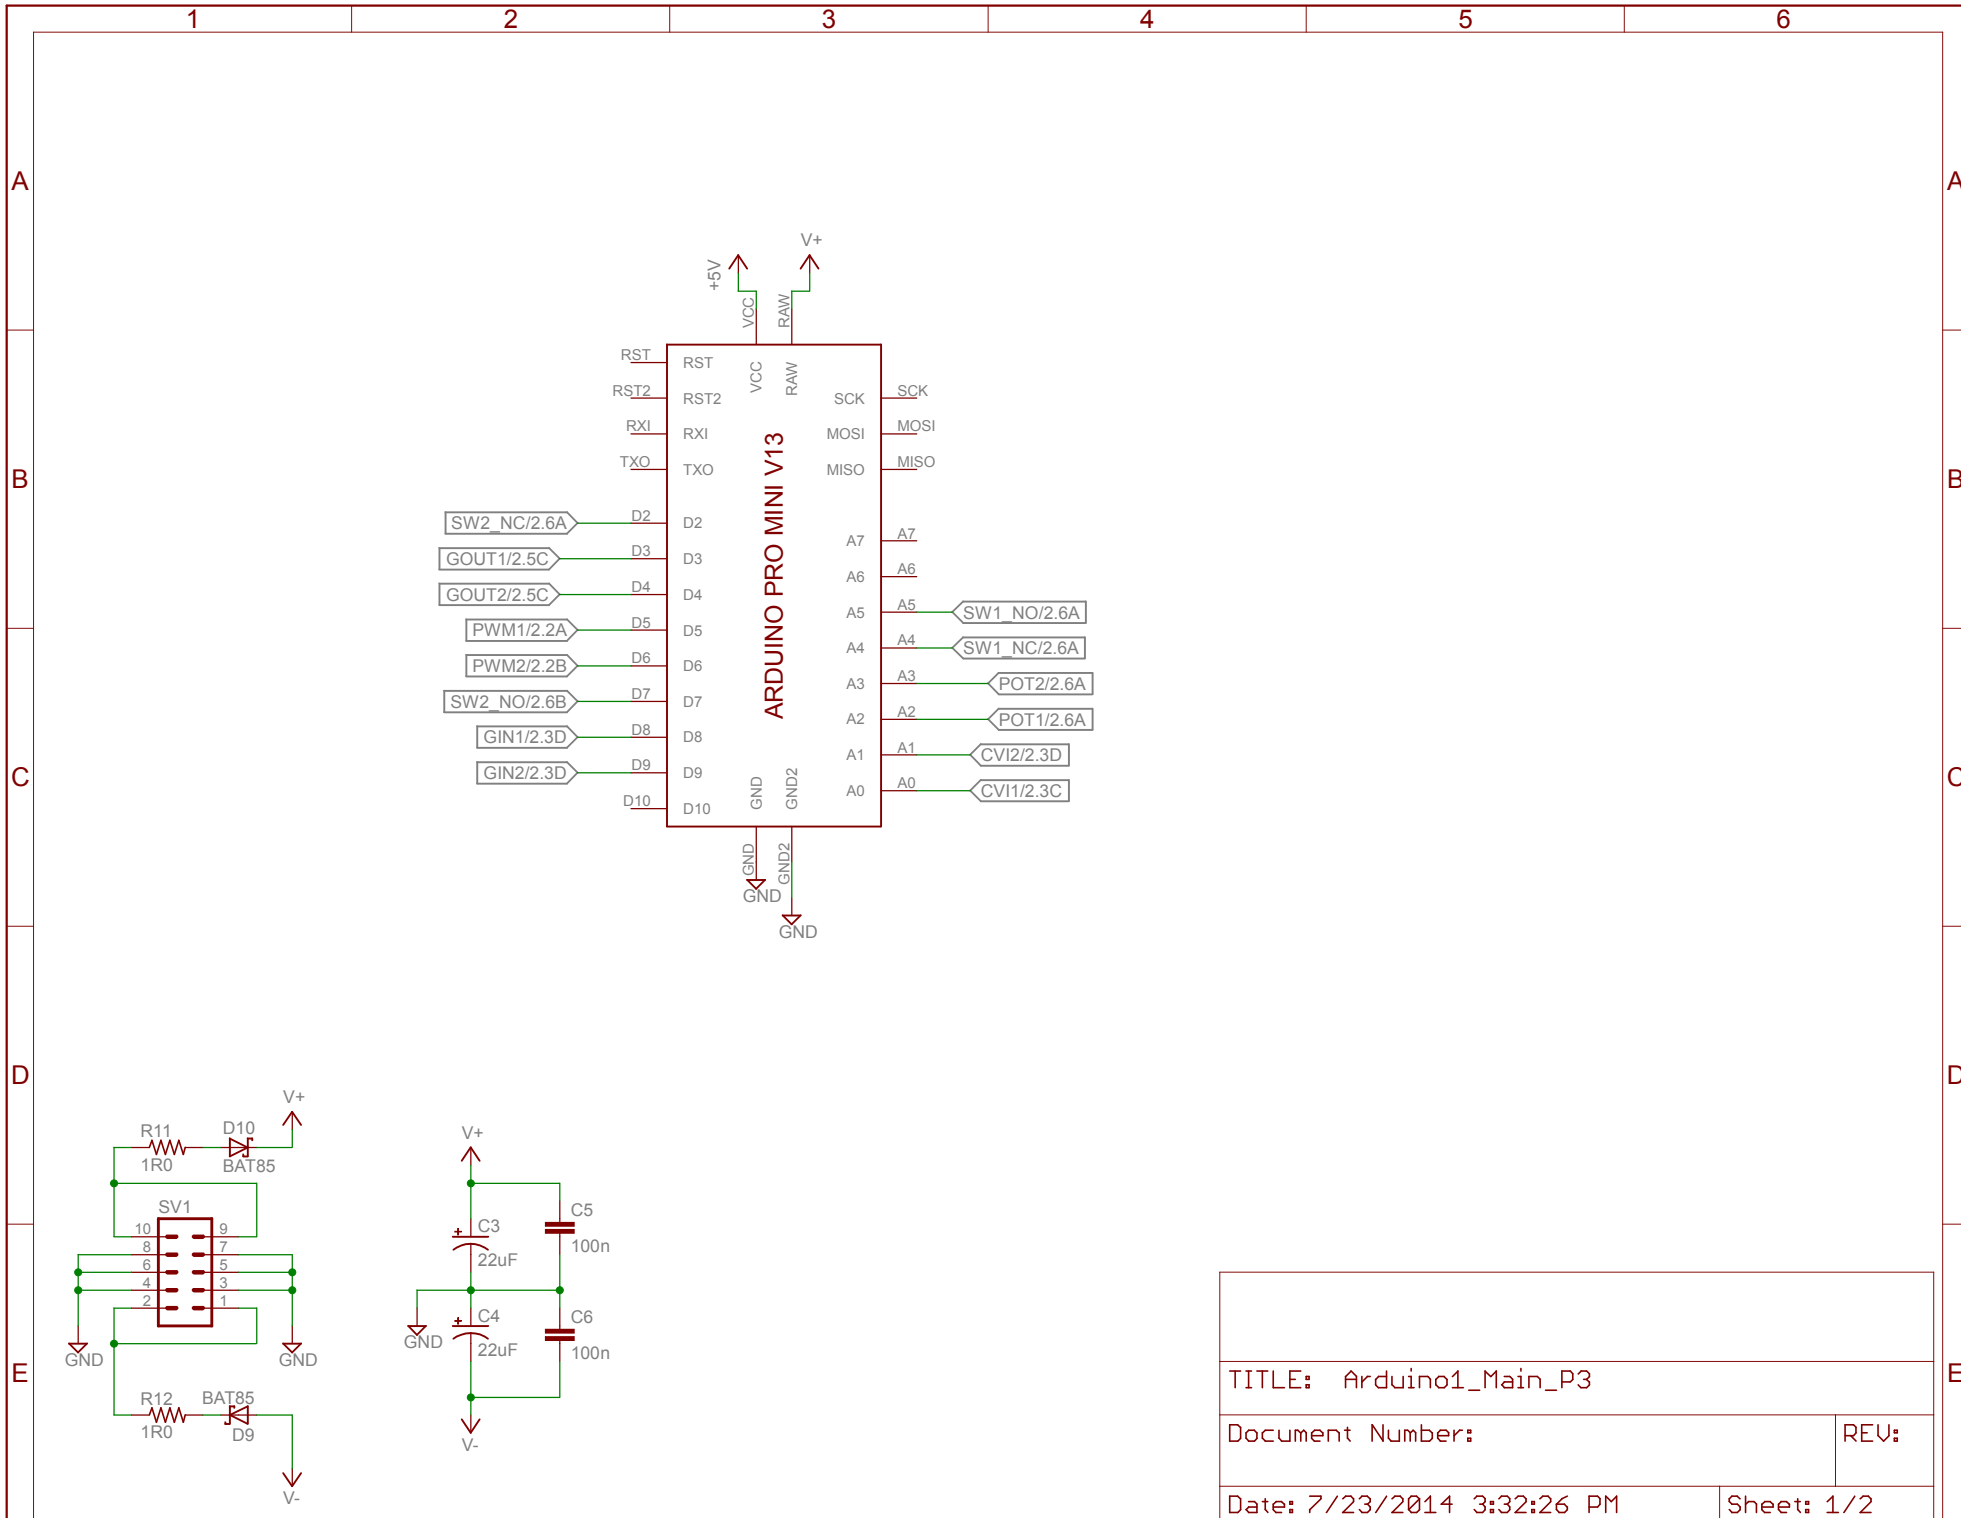 1 2 3 4 5 6
A A
V+
+5V
VCC RAW
RST RST
VCC RAW
RST2 RST2 SCK SCK
RXI RXI MOSI MOSI
TXO TXO MISO MISO
ARDUINO PRO MINI V13
B B
SW2_NC/2.6A D2 D2
A7 A7
GOUT1/2.5C D3 D3
A6 A6
GOUT2/2.5C D4 D4
A5 A5 SW1_NO/2.6A
PWM1/2.2A D5 D5
A4 A4 SW1_NC/2.6A
PWM2/2.2B D6 D6
A3 A3 POT2/2.6A
SW2_NO/2.6B D7 D7
A2 A2 POT1/2.6A
GIN1/2.3D D8 D8
A1 A1 CVI2/2.3D
GIN2/2.3D D9 D9
C C
A0 A0 CVI1/2.3C
D10 D10
GND GND2
GND GND2
GND
GND
D D
V+
R11 D10
1R0 BAT85
SV1
10 9
8 7
6 5
4 3
2 1
GND GND
R12 BAT85
1R0 D9
V-
V+
C3 C5
22uF 100n
GND
C4 C6
22uF 100n
V-
E E
TITLE: Arduino1_Main_P3
Document Number: REV:
Date: 7/23/2014 3:32:26 PM Sheet: 1/2